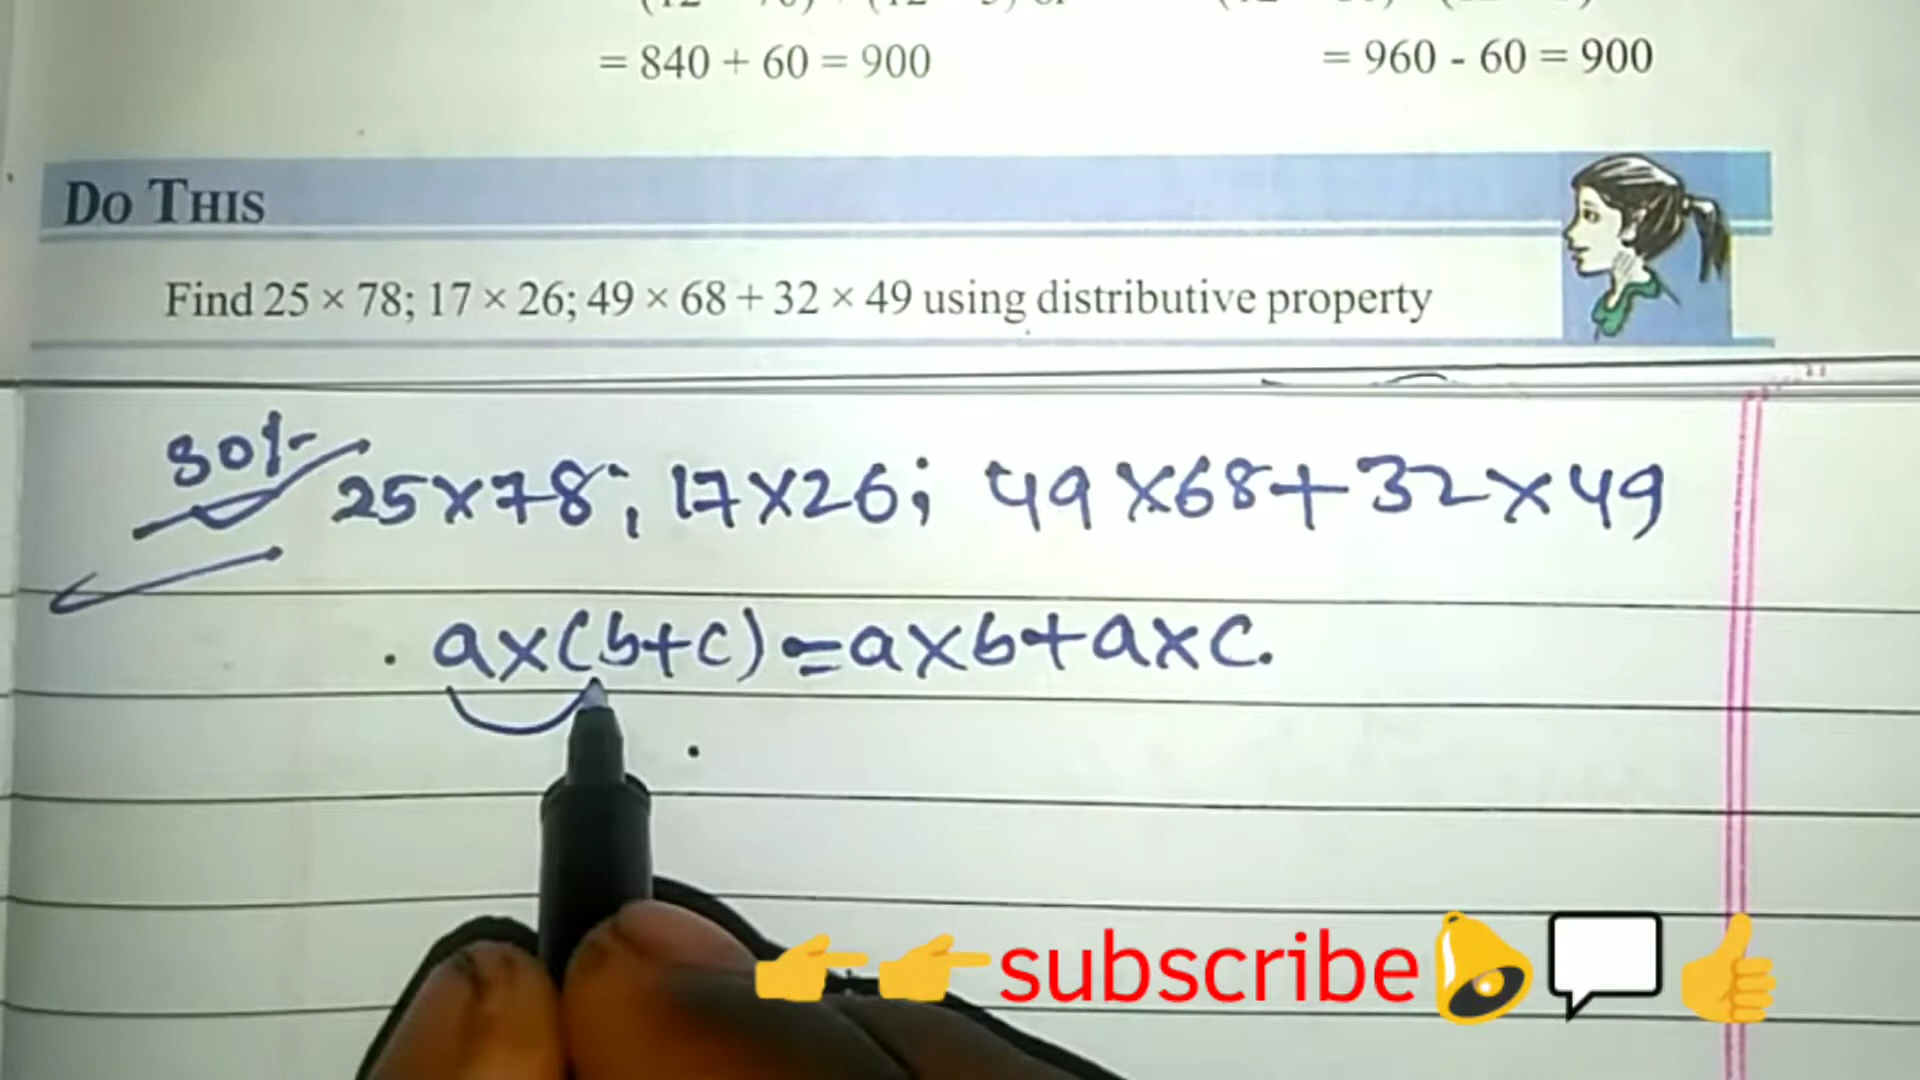 = 840 + 60 = 900 = 960 - 60 = 900
DO THIS
Find 25 × 78; 17 × 26; 49 × 68 + 32 × 49 using distributive property
Sol:-
25×78; 17×26; 49×68+32×49
a×(b+c)=a×b+a×c.
subscribe